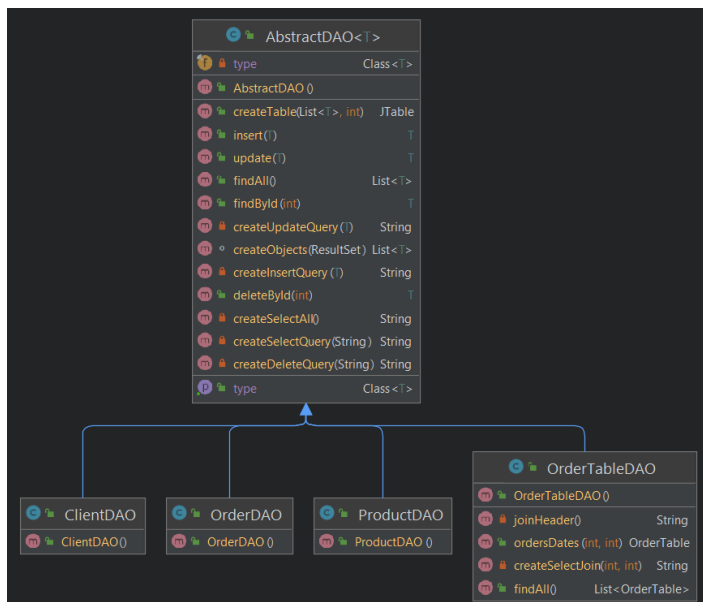 AbstractDAO<T>
type Class<T>
AbstractDAO()
createTable(List<T>, int) JTable
insert(T) T
update(T) T
findAll() List<T>
findById(int) T
createUpdateQuery(T) String
createObjects(ResultSet) List<T>
createInsertQuery(T) String
deleteById(int) T
createSelectAll() String
createSelectQuery(String) String
createDeleteQuery(String) String
type Class<T>
ClientDAO
ClientDAO()
OrderDAO
OrderDAO()
ProductDAO
ProductDAO()
OrderTableDAO
OrderTableDAO()
joinHeader() String
ordersDates(int, int) OrderTable
createSelectJoin(int, int) String
findAll() List<OrderTable>